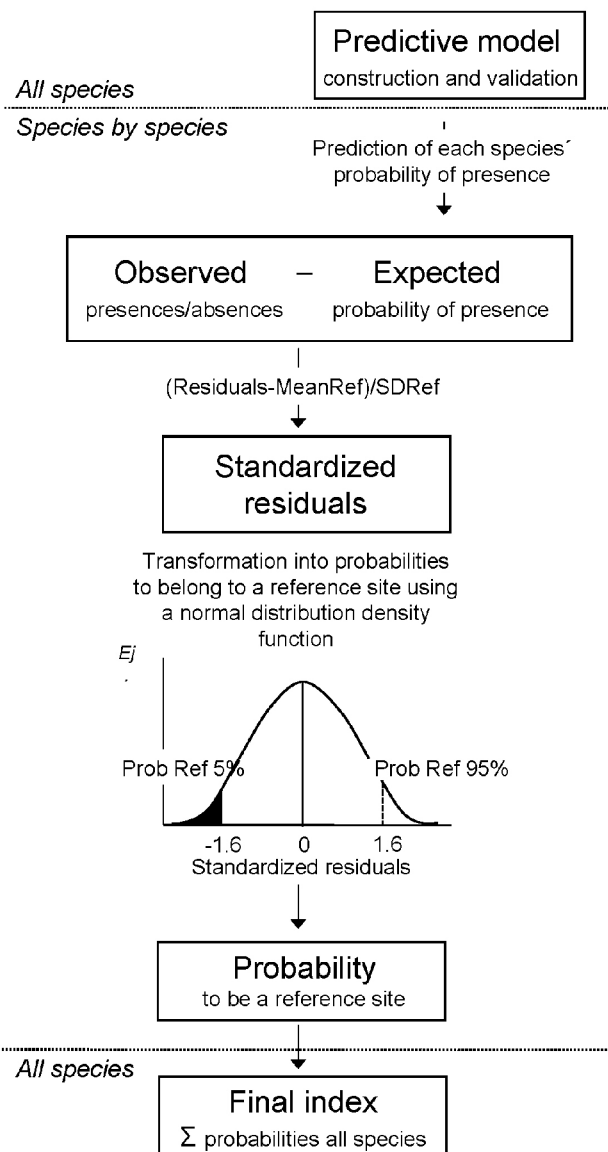 Predictive model
construction and validation
All species
Species by species
Prediction of each species´
probability of presence
Observed – Expected
presences/absences probability of presence
(Residuals-MeanRef)/SDRef
Standardized
residuals
Transformation into probabilities
to belong to a reference site using
a normal distribution density
function
Ej
.
Prob Ref 5% Prob Ref 95%
-1.6 0 1.6
Standardized residuals
Probability
to be a reference site
All species
Final index
Σ probabilities all species